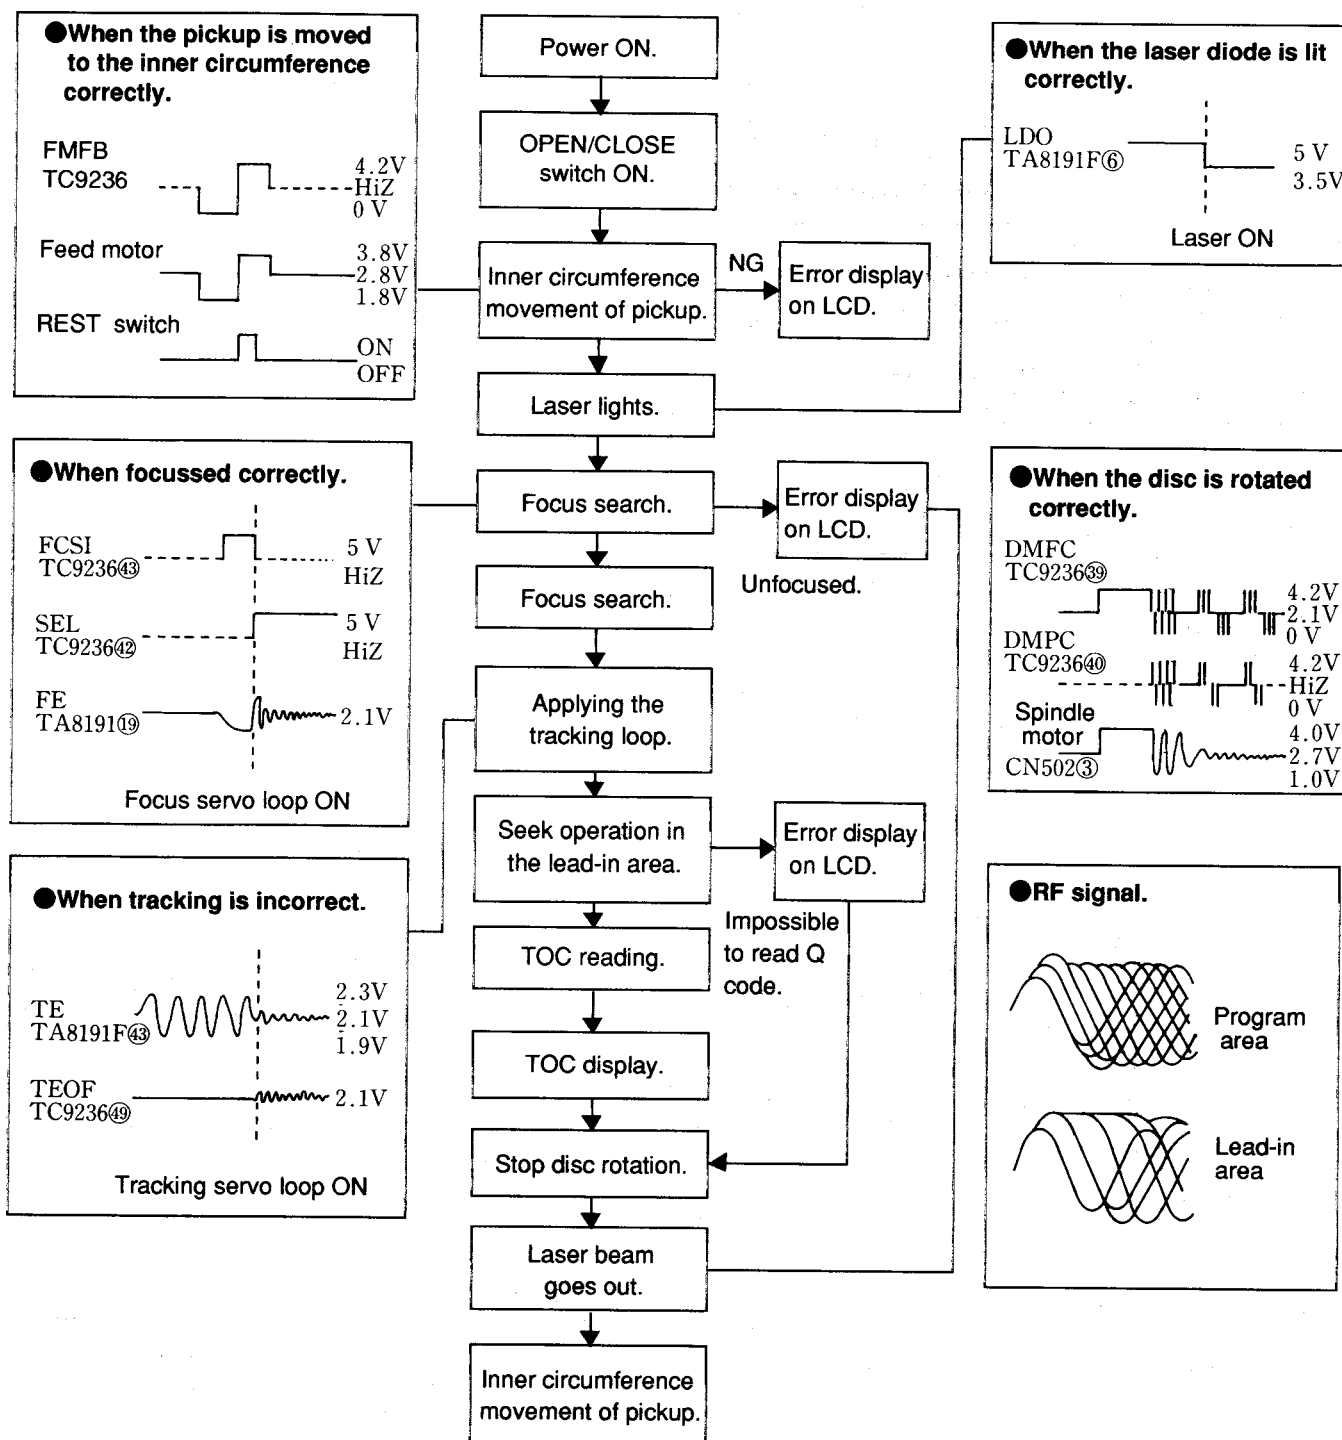 ●When the pickup is moved
to the inner circumference
correctly.
FMFB
TC9236
4.2V
HiZ
0 V
Feed motor
3.8V
2.8V
1.8V
REST switch
ON
OFF
Power ON.
OPEN/CLOSE
switch ON.
Inner circumference
movement of pickup.
NG
Error display
on LCD.
●When the laser diode is lit
correctly.
LDO
TA8191F⑥
5 V
3.5V
Laser ON
Laser lights.
●When focussed correctly.
FCSI
TC9236㊸
5 V
HiZ
SEL
TC9236㊷
5 V
HiZ
FE
TA8191⑲
2.1V
Focus servo loop ON
Focus search.
Error display
on LCD.
Unfocused.
Focus search.
Applying the
tracking loop.
●When the disc is rotated
correctly.
DMFC
TC9236㊴
4.2V
2.1V
0 V
DMPC
TC9236㊵
4.2V
HiZ
0 V
Spindle
motor
CN502③
4.0V
2.7V
1.0V
Seek operation in
the lead-in area.
Error display
on LCD.
Impossible
to read Q
code.
●When tracking is incorrect.
TE
TA8191F㊸
2.3V
2.1V
1.9V
TEOF
TC9236㊾
2.1V
Tracking servo loop ON
TOC reading.
TOC display.
Stop disc rotation.
Laser beam
goes out.
Inner circumference
movement of pickup.
●RF signal.
Program
area
Lead-in
area